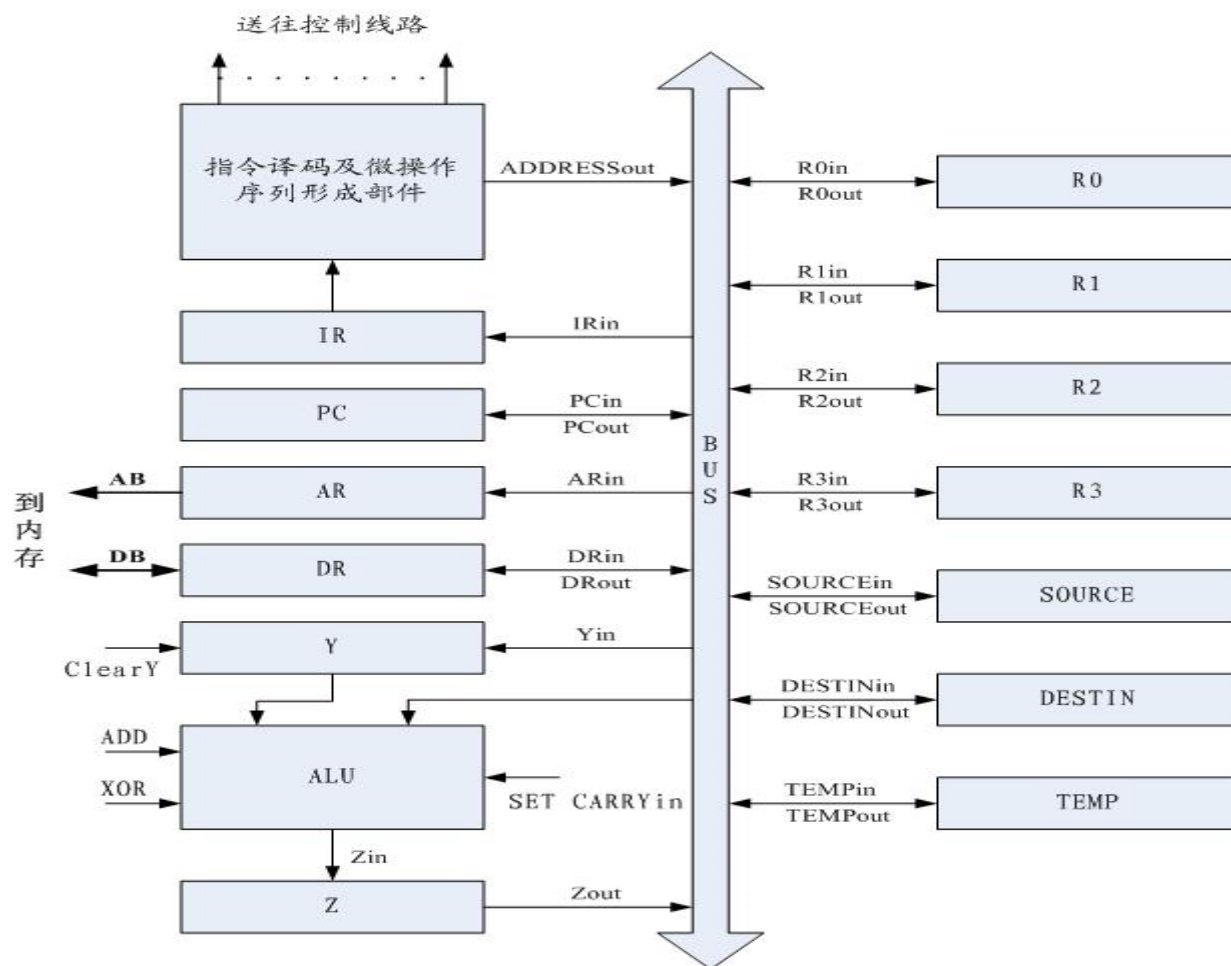 送往控制线路
指令译码及微操作
序列形成部件
ADDRESSout
IR
IRin
PC
PCin
PCout
到内存
AB
AR
ARin
DB
DR
DRin
DRout
ClearY
Y
Yin
ADD
XOR
ALU
SET CARRYin
Zin
Z
Zout
BUS
R0in
R0out
R0
R1in
R1out
R1
R2in
R2out
R2
R3in
R3out
R3
SOURCEin
SOURCEout
SOURCE
DESTINin
DESTINout
DESTIN
TEMPin
TEMPout
TEMP